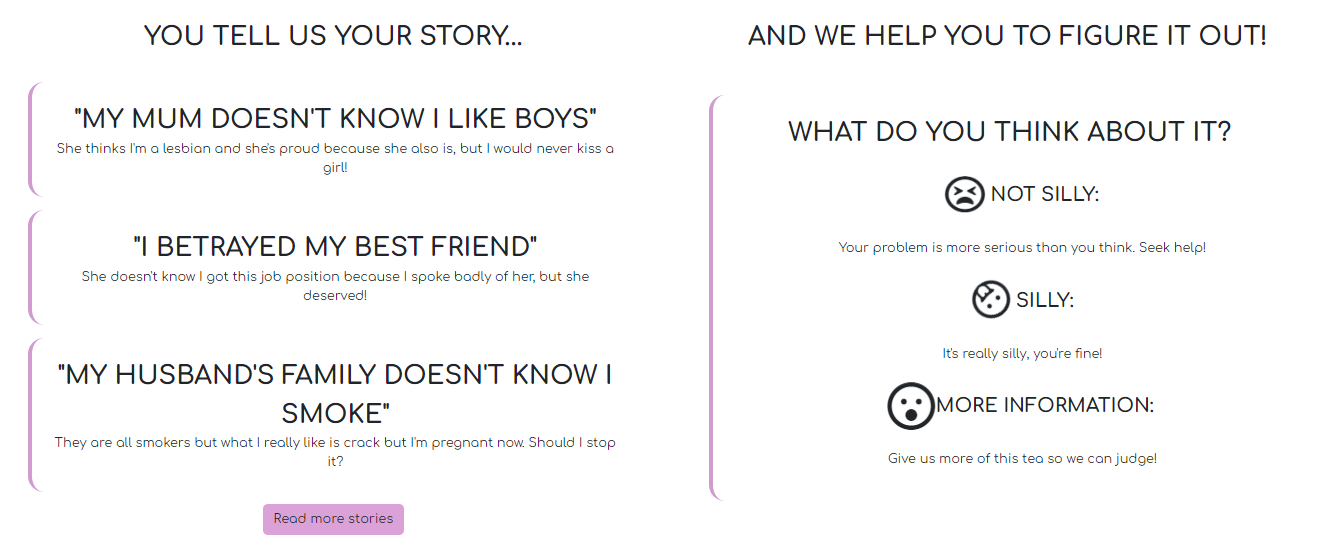 YOU TELL US YOUR STORY...
"MY MUM DOESN'T KNOW I LIKE BOYS"
She thinks I'm a lesbian and she's proud because she also is, but I would never kiss a
girl!
"I BETRAYED MY BEST FRIEND"
She doesn't know I got this job position because I spoke badly of her, but she
deserved!
"MY HUSBAND'S FAMILY DOESN'T KNOW I
SMOKE"
They are all smokers but what I really like is crack but I'm pregnant now. Should I stop
it?
Read more stories
AND WE HELP YOU TO FIGURE IT OUT!
WHAT DO YOU THINK ABOUT IT?
NOT SILLY:
Your problem is more serious than you think. Seek help!
SILLY:
It's really silly, you're fine!
MORE INFORMATION:
Give us more of this tea so we can judge!